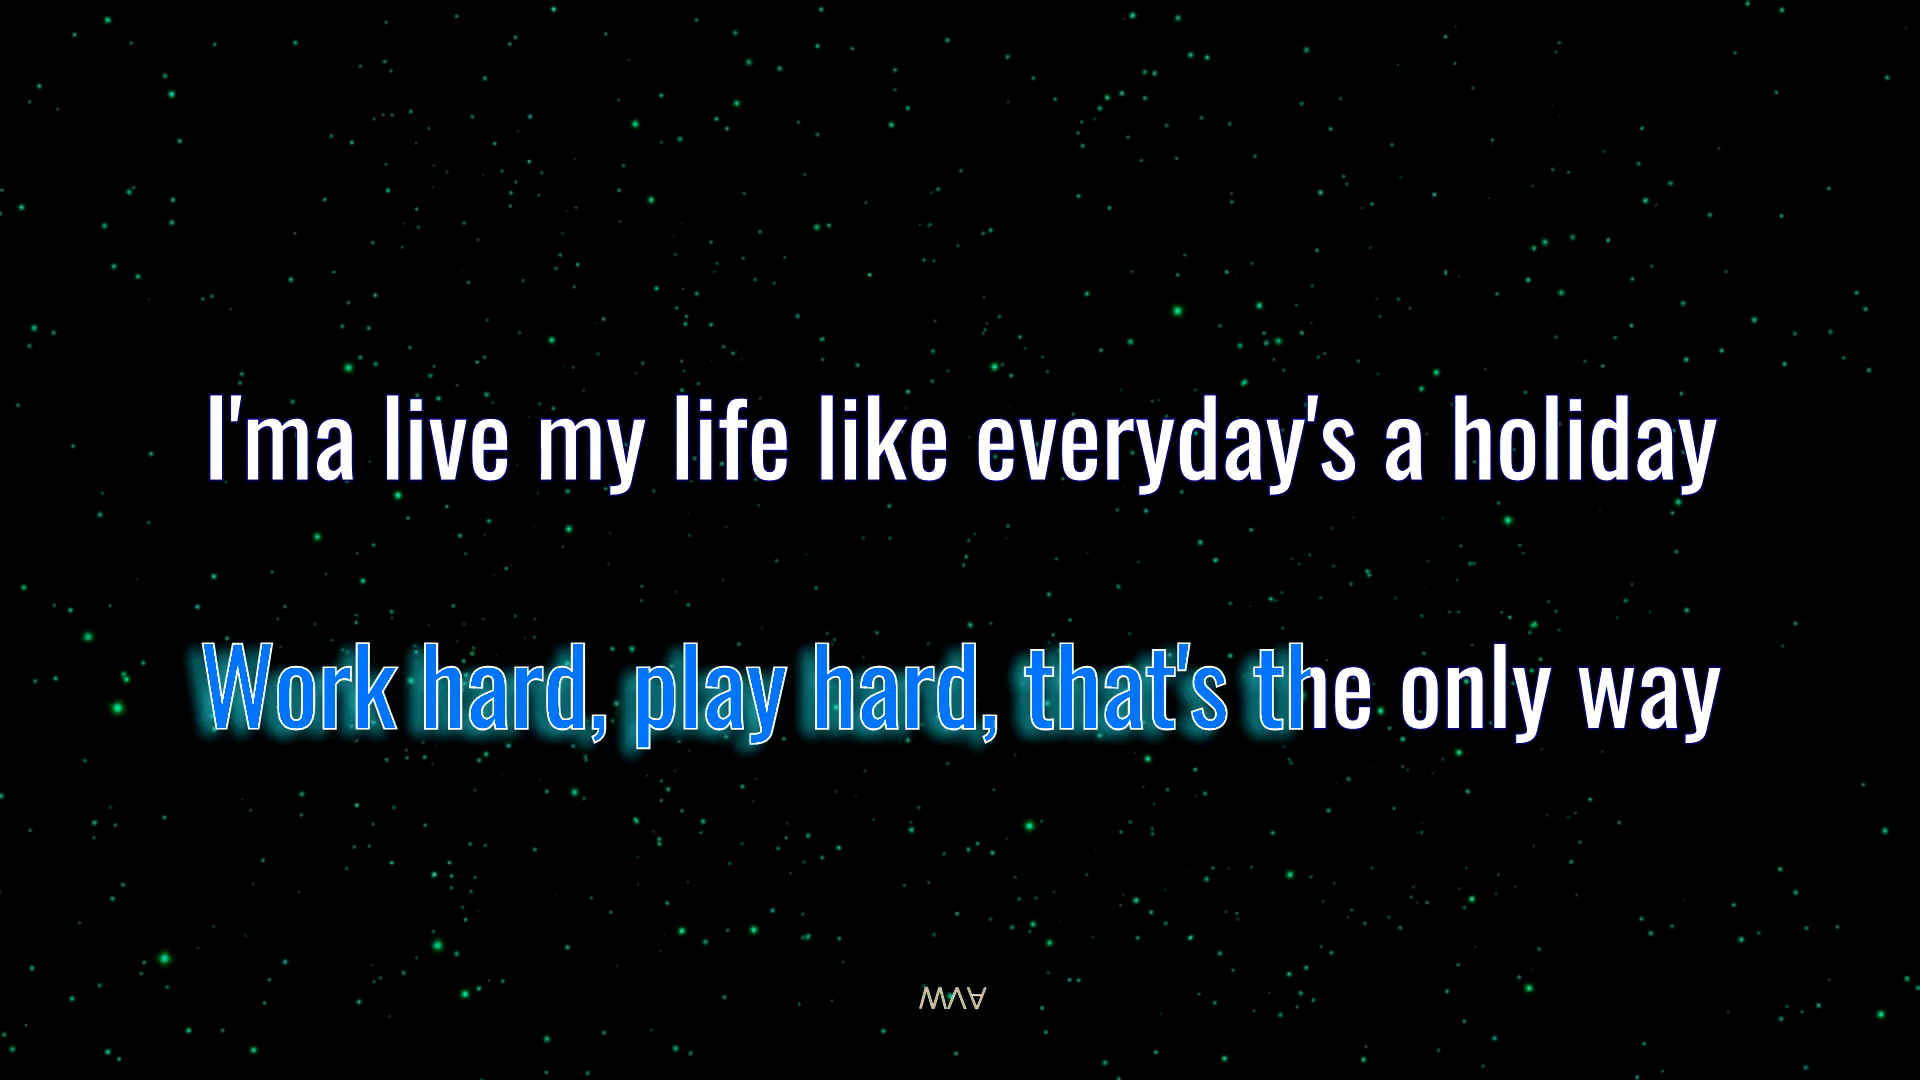 I'ma live my life like everyday's a holiday
Work hard, play hard, that's the only way